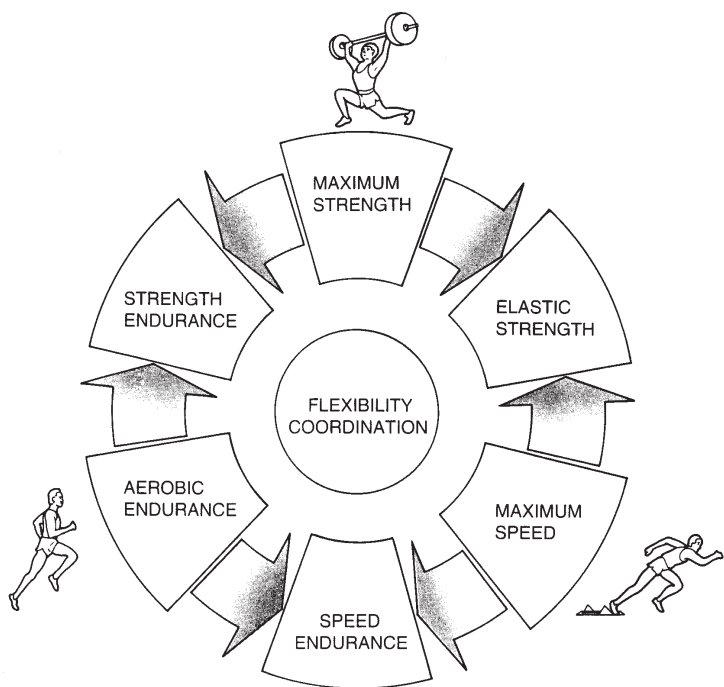 MAXIMUM
STRENGTH
STRENGTH
ENDURANCE
ELASTIC
STRENGTH
FLEXIBILITY
COORDINATION
AEROBIC
ENDURANCE
MAXIMUM
SPEED
SPEED
ENDURANCE